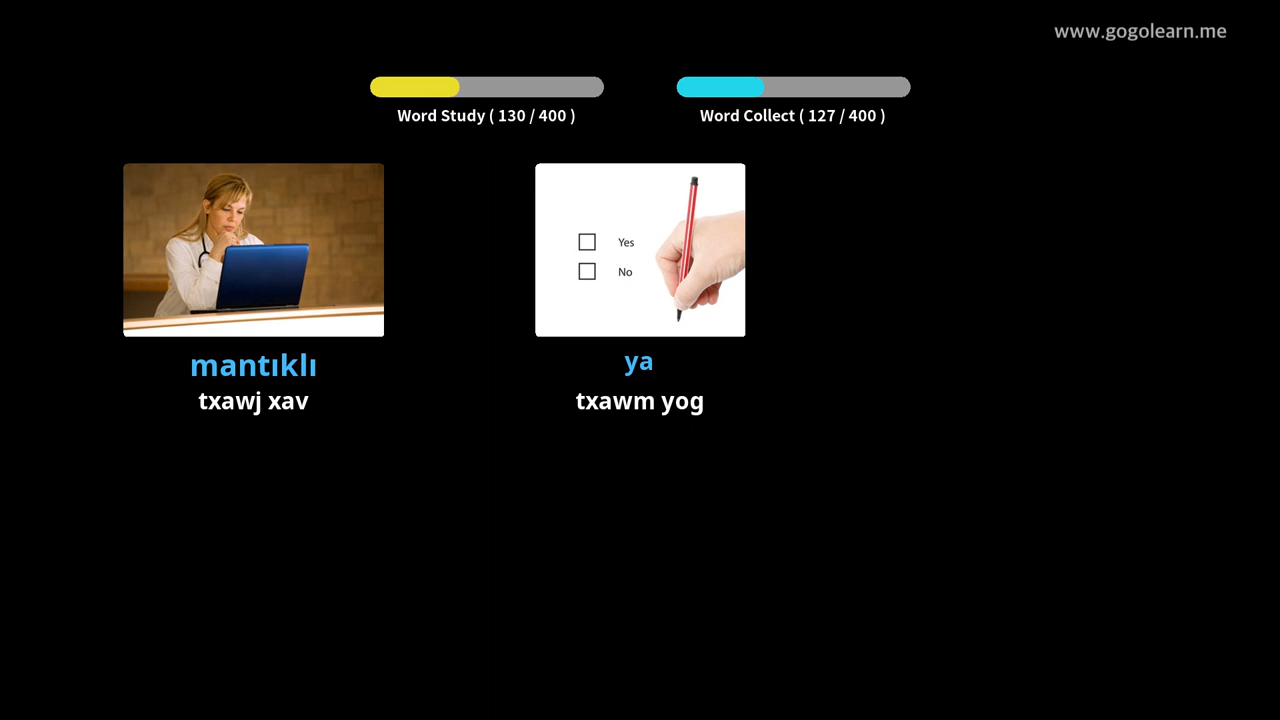 www.gogolearn.me
Word Study ( 130 / 400 )
Word Collect ( 127 / 400 )
Yes
No
mantıklı
txawj xav
ya
txawm yog